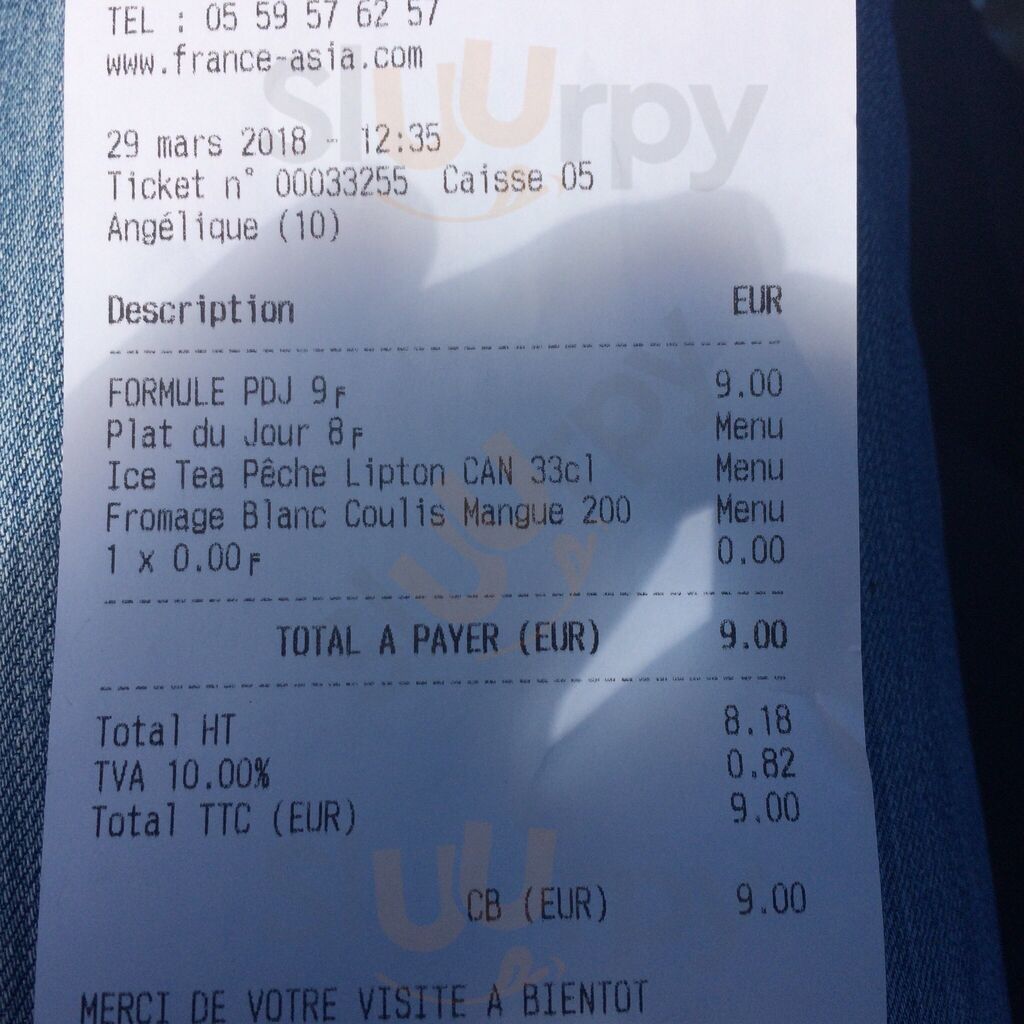 TEL : 05 59 57 62 57
www.france-asia.com
sluurpy
29 mars 2018 - 12:35
Ticket n° 00033255 Caisse 05
Angélique (10)
Description EUR
FORMULE PDJ 9F 9.00
Plat du Jour 8F Menu
Ice Tea Pêche Lipton CAN 33cl Menu
Fromage Blanc Coulis Mangue 200 Menu
1 x 0.00F 0.00
TOTAL A PAYER (EUR) 9.00
Total HT 8.18
TVA 10.00% 0.82
Total TTC (EUR) 9.00
CB (EUR) 9.00
MERCI DE VOTRE VISITE A BIENTOT